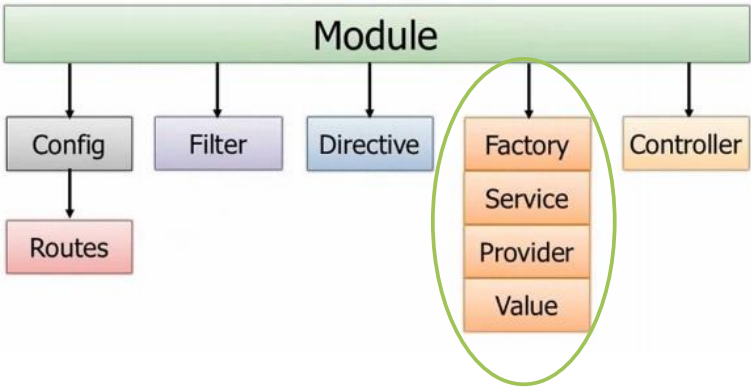 Module
Config
Filter
Directive
Factory
Controller
Service
Routes
Provider
Value